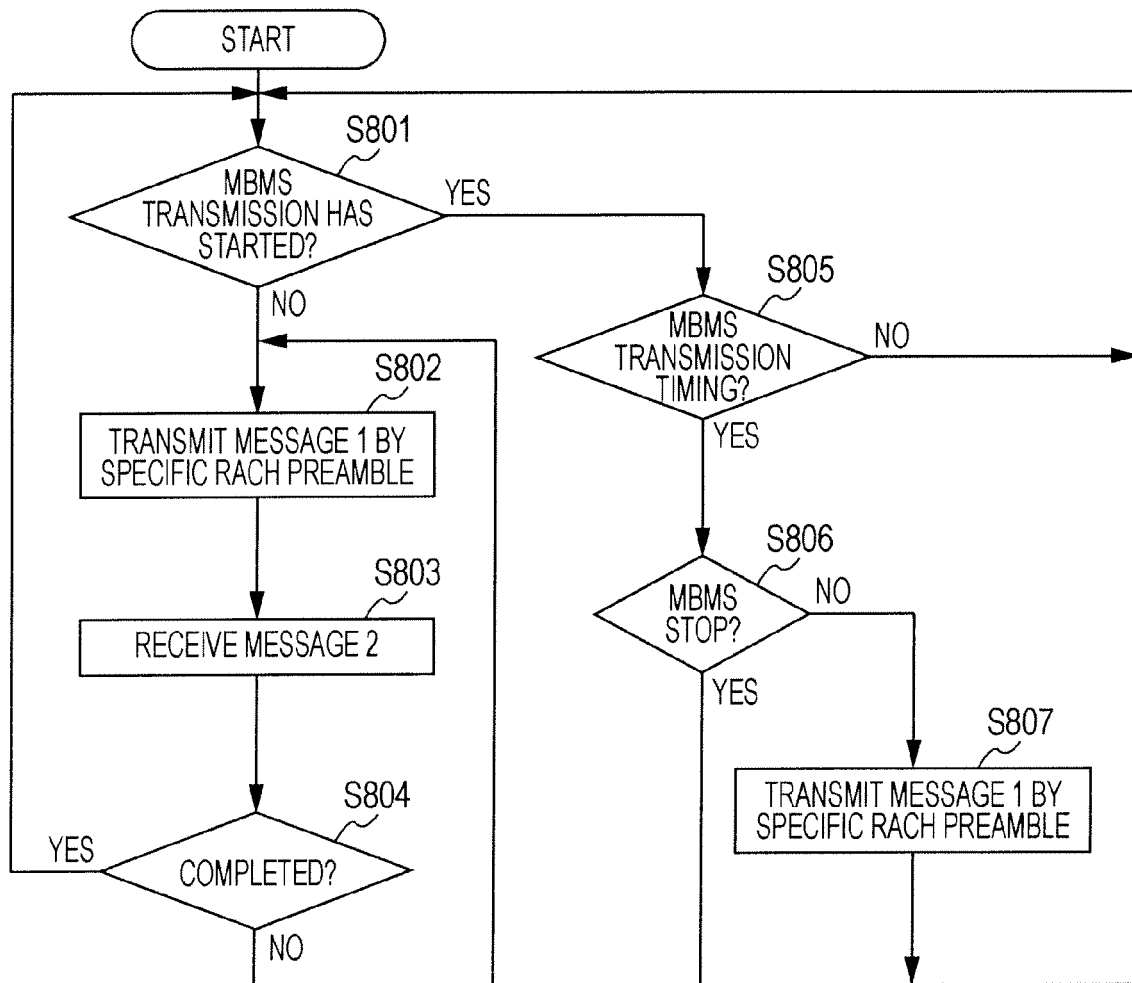 START
S801
MBMS
TRANSMISSION HAS
STARTED?
YES
NO
S802
TRANSMIT MESSAGE 1 BY
SPECIFIC RACH PREAMBLE
S803
RECEIVE MESSAGE 2
S804
COMPLETED?
YES
NO
S805
MBMS
TRANSMISSION
TIMING?
NO
YES
S806
MBMS
STOP?
NO
YES
S807
TRANSMIT MESSAGE 1 BY
SPECIFIC RACH PREAMBLE